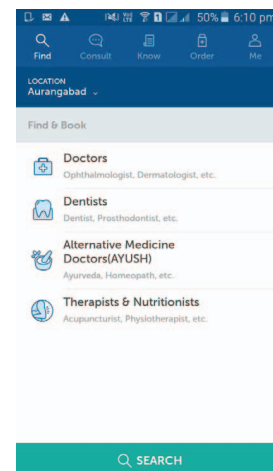 50% 6:10 pm
Find Consult Know Order Me
LOCATION
Aurangabad
Find & Book
Doctors
Ophthalmologist, Dermatologist, etc.
Dentists
Dentist, Prosthodontist, etc.
Alternative Medicine
Doctors(AYUSH)
Ayurveda, Homeopath, etc.
Therapists & Nutritionists
Acupuncturist, Physiotherapist, etc.
SEARCH